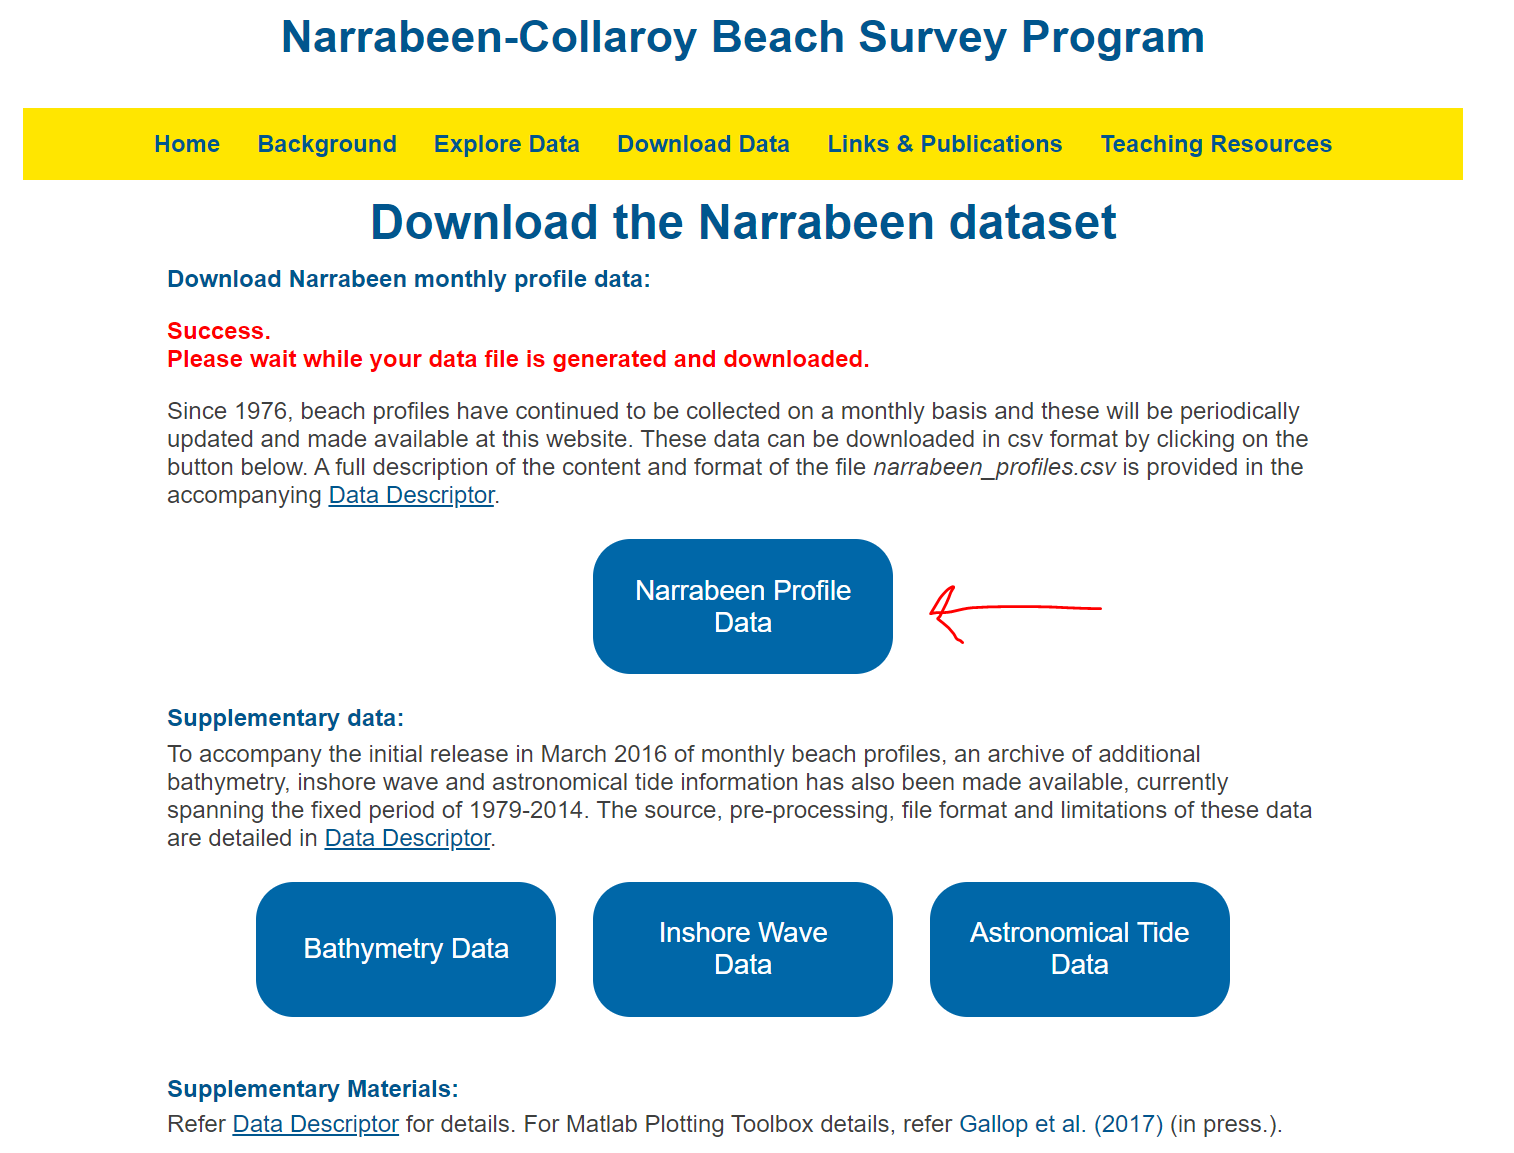 Narrabeen-Collaroy Beach Survey Program
Home Background Explore Data Download Data Links & Publications Teaching Resources
Download the Narrabeen dataset
Download Narrabeen monthly profile data:
Success.
Please wait while your data file is generated and downloaded.
Since 1976, beach profiles have continued to be collected on a monthly basis and these will be periodically
updated and made available at this website. These data can be downloaded in csv format by clicking on the
button below. A full description of the content and format of the file narrabeen_profiles.csv is provided in the
accompanying Data Descriptor.
Narrabeen Profile
Data
Supplementary data:
To accompany the initial release in March 2016 of monthly beach profiles, an archive of additional
bathymetry, inshore wave and astronomical tide information has also been made available, currently
spanning the fixed period of 1979-2014. The source, pre-processing, file format and limitations of these data
are detailed in Data Descriptor.
Bathymetry Data
Inshore Wave
Data
Astronomical Tide
Data
Supplementary Materials:
Refer Data Descriptor for details. For Matlab Plotting Toolbox details, refer Gallop et al. (2017) (in press.).